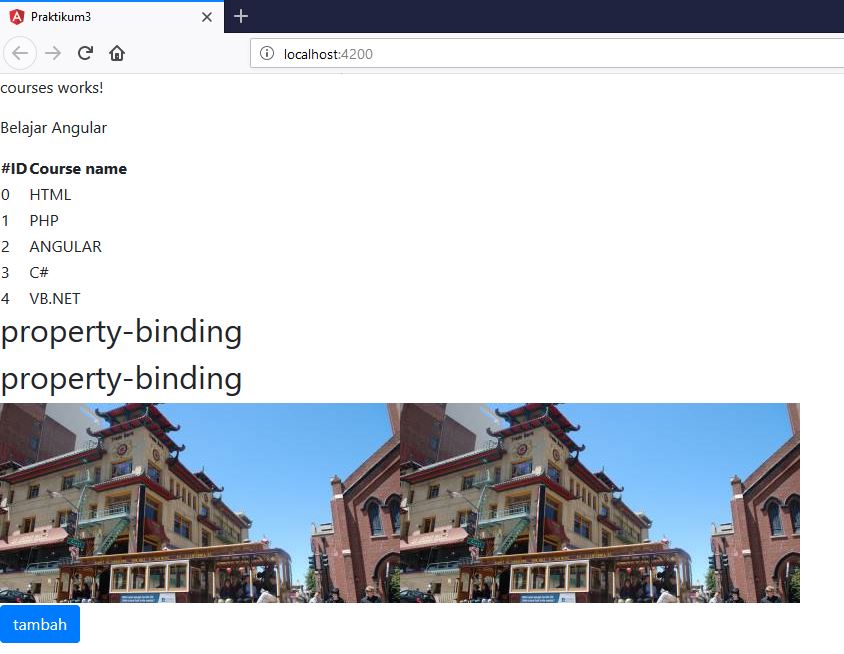 Praktikum3
localhost:4200
courses works!
Belajar Angular
#ID Course name
0 HTML
1 PHP
2 ANGULAR
3 C#
4 VB.NET
property-binding
property-binding
tambah